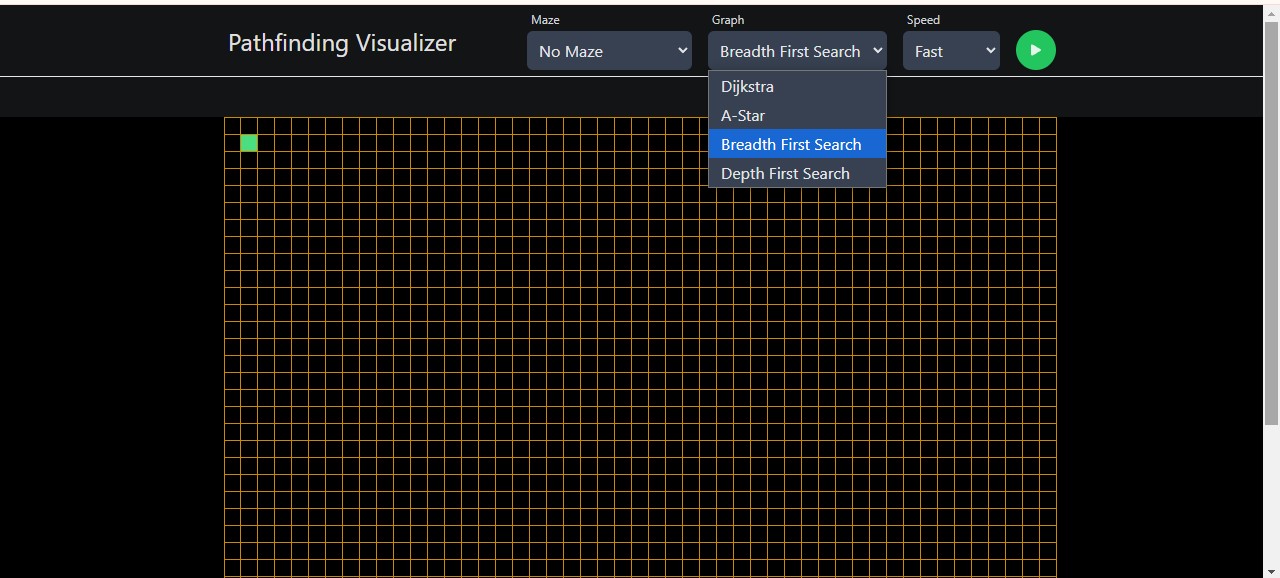 Maze
Graph
Speed
Pathfinding Visualizer
No Maze
Breadth First Search
Fast
Dijkstra
A-Star
Breadth First Search
Depth First Search